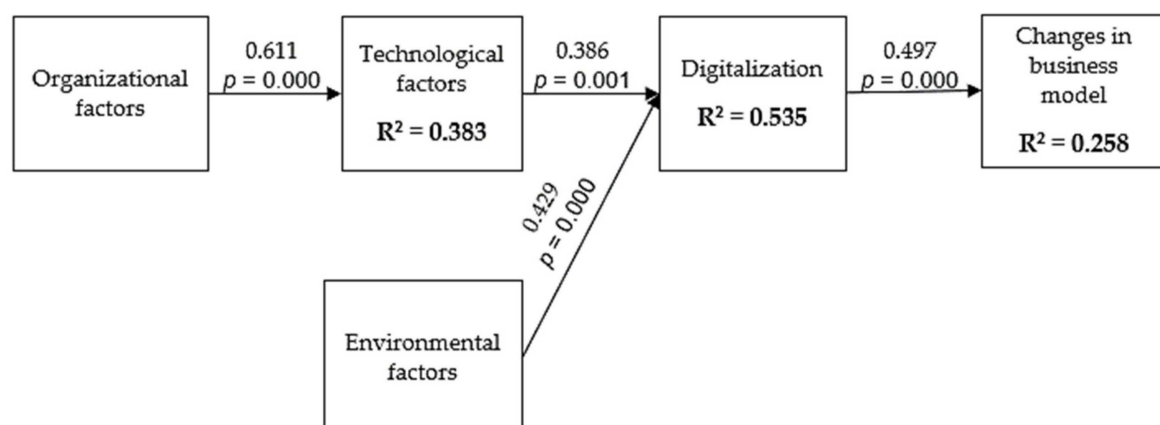 Organizational
factors
0.611
p = 0.000
Technological
factors
R² = 0.383
0.386
p = 0.001
Digitalization
R² = 0.535
0.497
p = 0.000
Changes in
business
model
R² = 0.258
0.429
p = 0.000
Environmental
factors